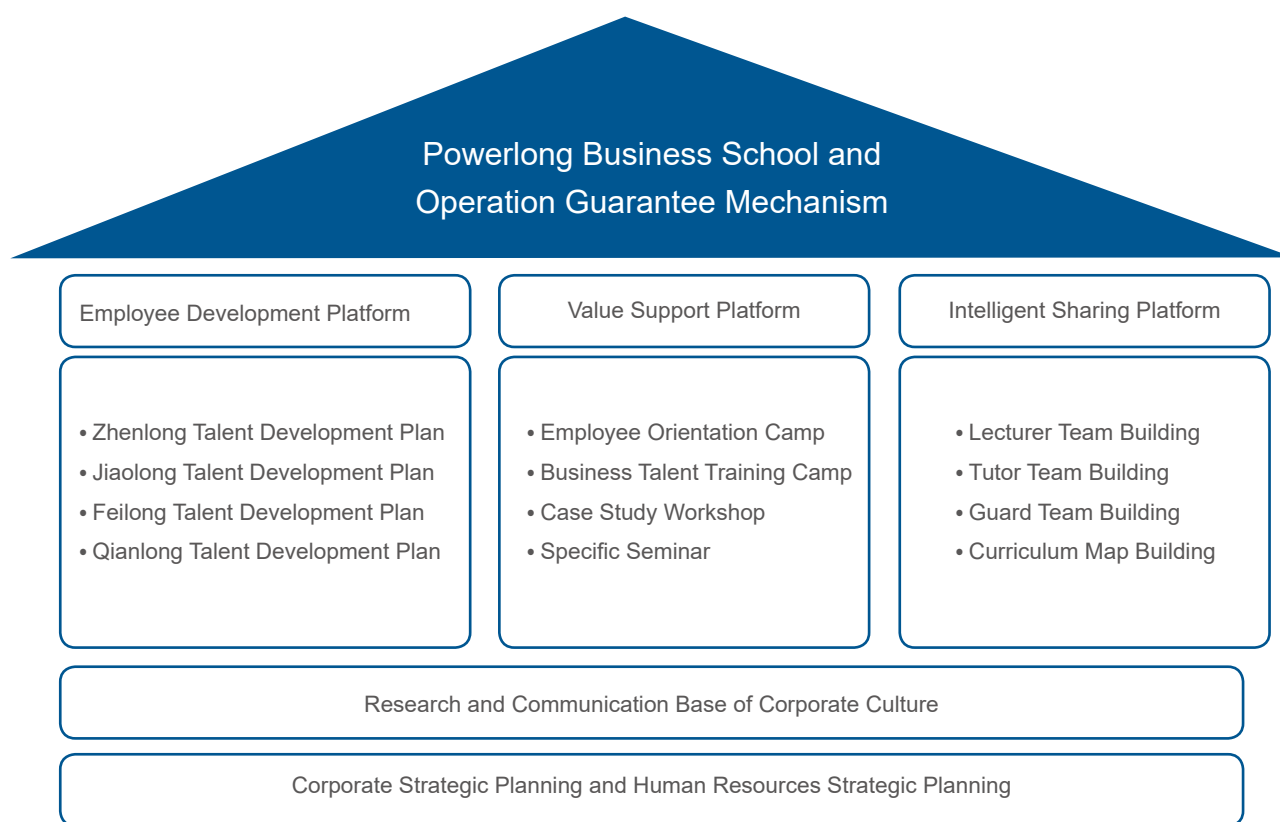 Powerlong Business School and
Operation Guarantee Mechanism
Employee Development Platform
• Zhenlong Talent Development Plan
• Jiaolong Talent Development Plan
• Feilong Talent Development Plan
• Qianlong Talent Development Plan
Value Support Platform
• Employee Orientation Camp
• Business Talent Training Camp
• Case Study Workshop
• Specific Seminar
Intelligent Sharing Platform
• Lecturer Team Building
• Tutor Team Building
• Guard Team Building
• Curriculum Map Building
Research and Communication Base of Corporate Culture
Corporate Strategic Planning and Human Resources Strategic Planning